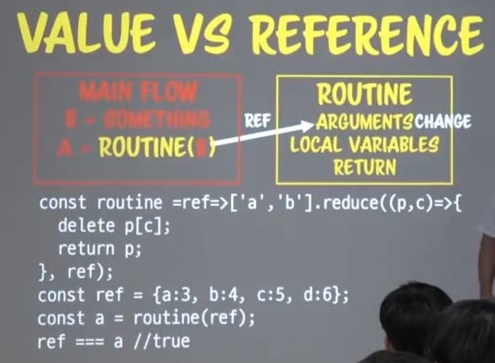 VALUE VS REFERENCE
MAIN FLOW
B = SOMETHING
A = ROUTINE(B)
REF
ROUTINE
ARGUMENTS CHANGE
LOCAL VARIABLES
RETURN
const routine =ref=>['a','b'].reduce((p,c)=>{
delete p[c];
return p;
}, ref);
const ref = {a:3, b:4, c:5, d:6};
const a = routine(ref);
ref === a //true